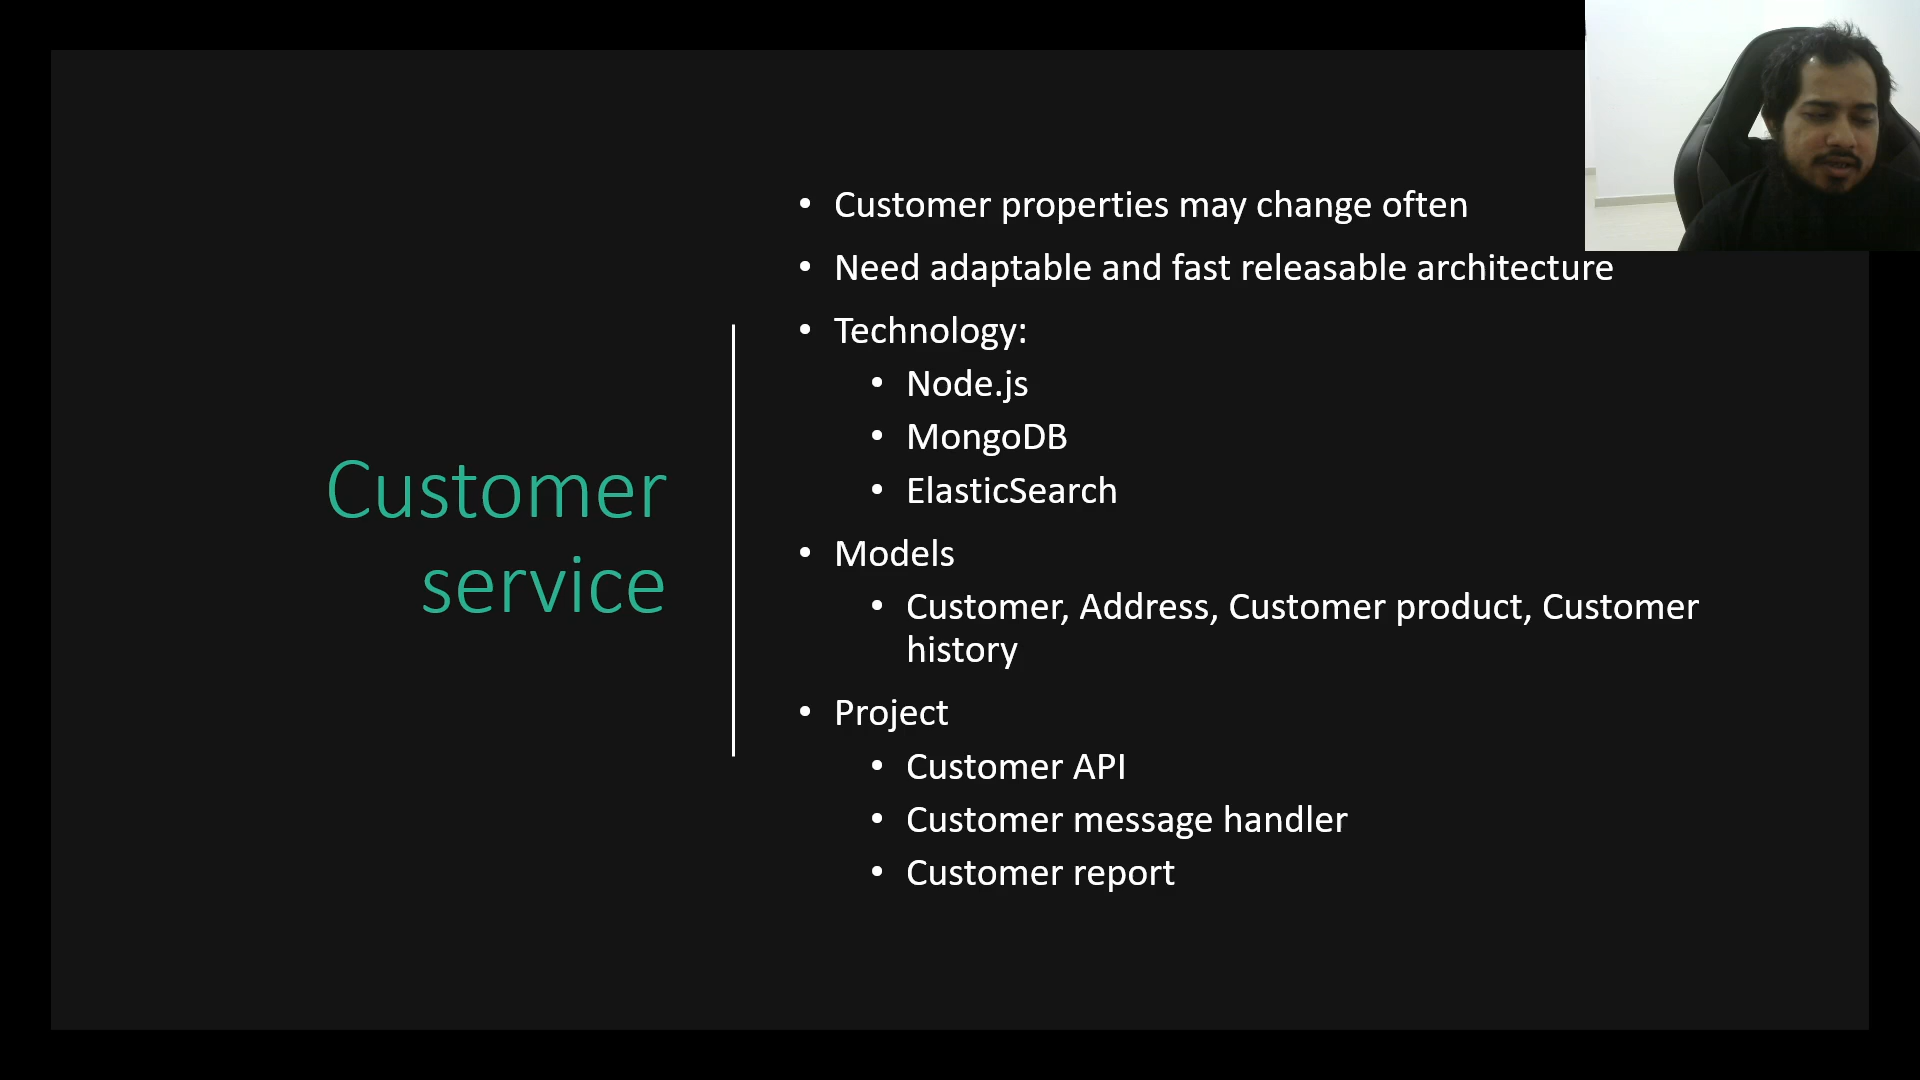 Customer
service
• Customer properties may change often
• Need adaptable and fast releasable architecture
• Technology:
• Node.js
• MongoDB
• ElasticSearch
• Models
• Customer, Address, Customer product, Customer
history
• Project
• Customer API
• Customer message handler
• Customer report